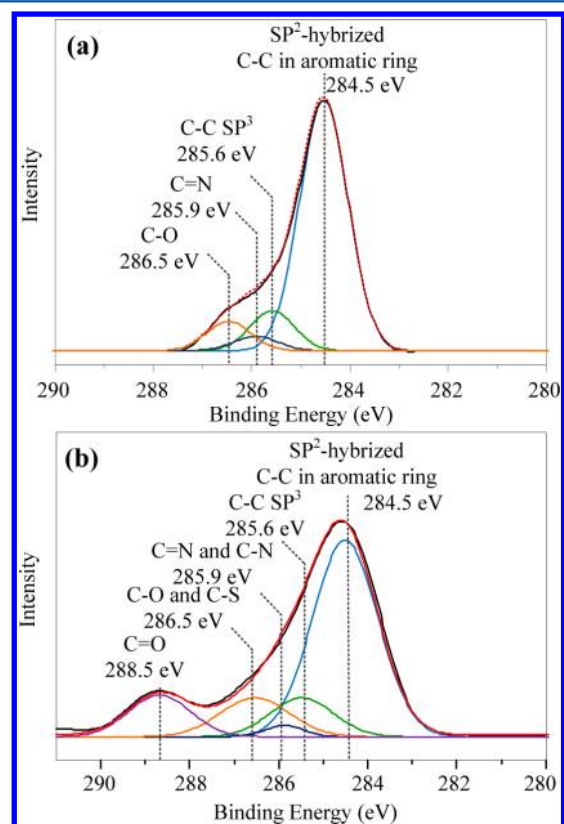 (a)
SP²-hybrized
C-C in aromatic ring
284.5 eV
C-C SP³
285.6 eV
C=N
285.9 eV
C-O
286.5 eV
Intensity
290 288 286 284 282 280
Binding Energy (eV)
(b)
SP²-hybrized
C-C in aromatic ring
284.5 eV
C-C SP³
285.6 eV
C=N and C-N
285.9 eV
C-O and C-S
286.5 eV
C=O
288.5 eV
Intensity
290 288 286 284 282 280
Binding Energy (eV)